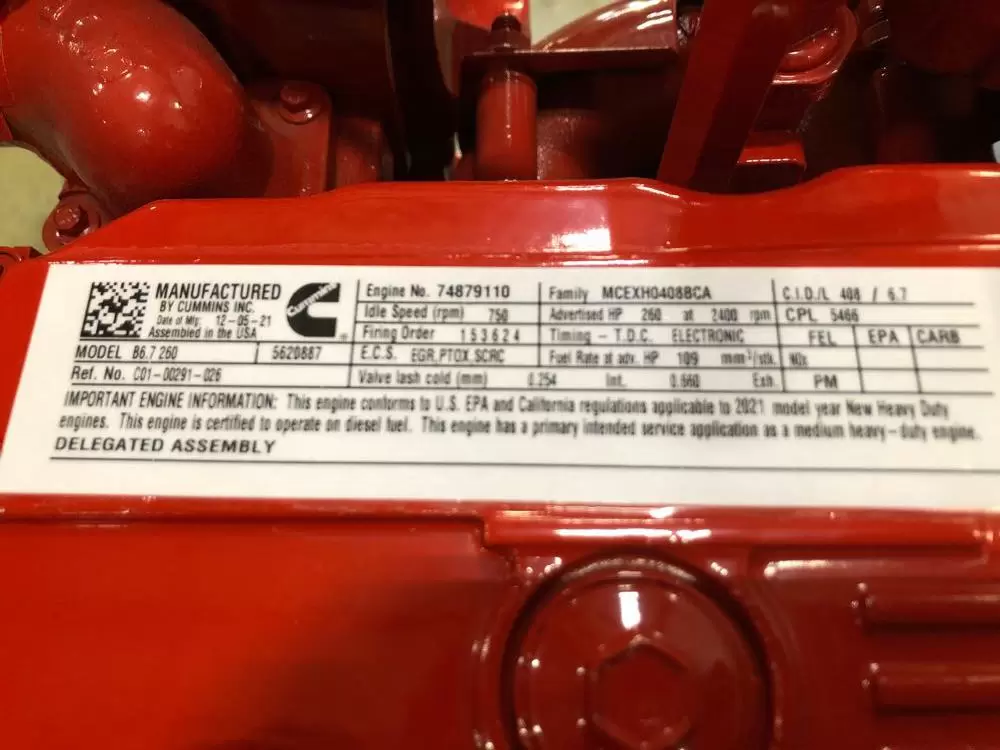 MANUFACTURED
BY CUMMINS INC.
Date of Mfg: 12-05-21
Assembled in the USA
Cummins
®
MODEL B6.7 260 5620887
Ref. No. C01-00291-026
Engine No. 74879110
Idle Speed (rpm) 750
Firing Order 1 5 3 6 2 4
E.C.S. EGR,PTOX,SCRC
Valve lash cold (mm) 0.254 Int. 0.660 Exh.
Family MCEXH0408BCA
Advertised HP 260 at 2400 rpm
Timing - T.D.C. ELECTRONIC
Fuel Rate at adv. HP 109 mm³/stk.
C.I.D./L 408 / 6.7
CPL 5466
FEL EPA CARB
NOx
PM
IMPORTANT ENGINE INFORMATION: This engine conforms to U.S. EPA and California regulations applicable to 2021 model year New Heavy Duty
engines. This engine is certified to operate on diesel fuel. This engine has a primary intended service application as a medium heavy-duty engine.
DELEGATED ASSEMBLY